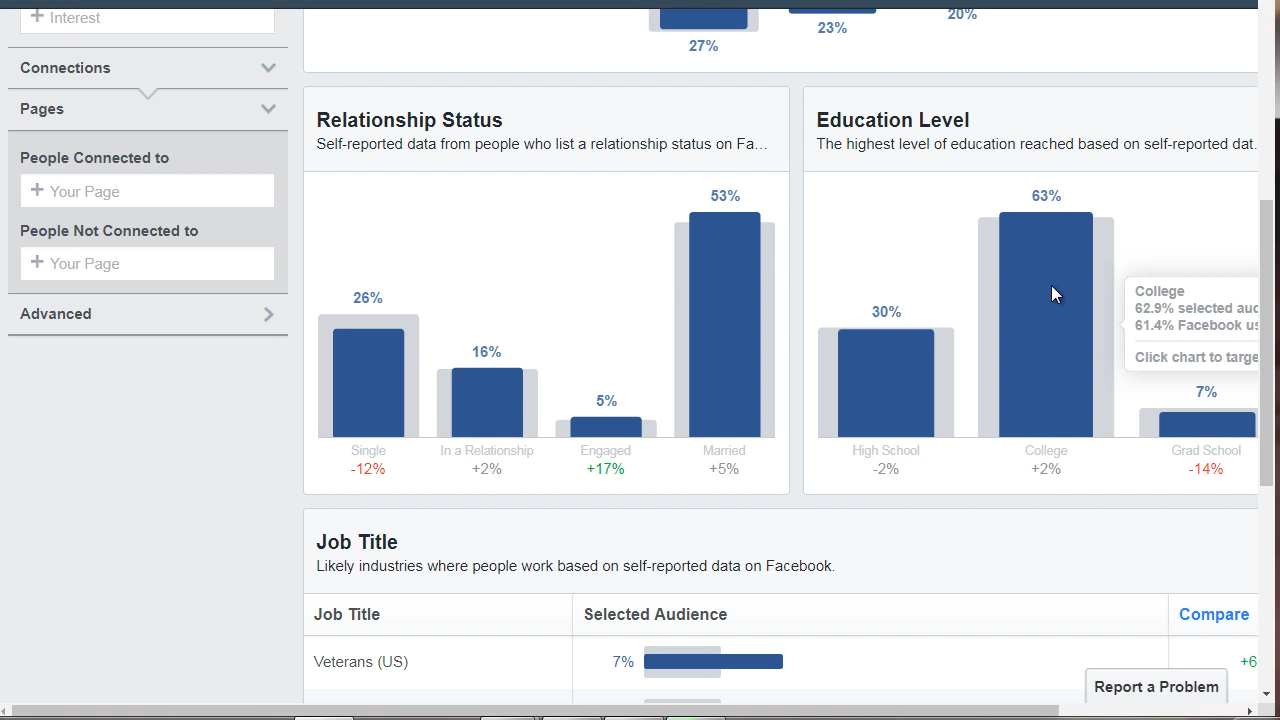 Interest
20%
23%
27%
Connections
Pages
People Connected to
Your Page
People Not Connected to
Your Page
Advanced
Relationship Status
Self-reported data from people who list a relationship status on Fa...
53%
26%
16%
5%
Single
In a Relationship
Engaged
Married
-12%
+2%
+17%
+5%
Education Level
The highest level of education reached based on self-reported dat.
63%
30%
7%
College
62.9% selected aud
61.4% Facebook us
Click chart to targe
High School
College
Grad School
-2%
+2%
-14%
Job Title
Likely industries where people work based on self-reported data on Facebook.
Job Title
Selected Audience
Compare
Veterans (US)
7%
+6
Report a Problem